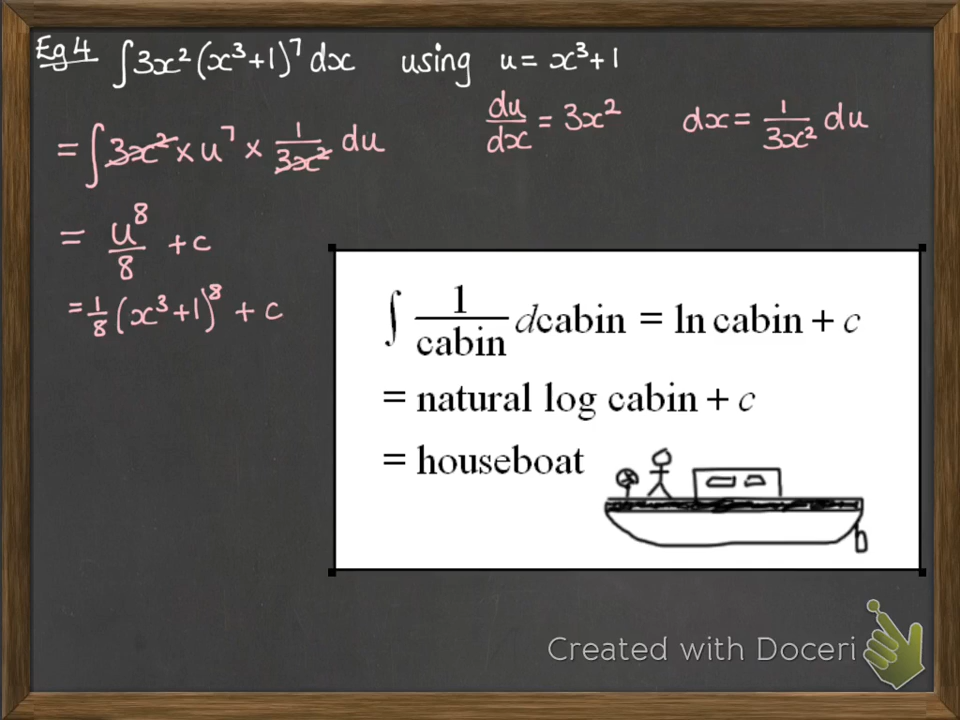 Eg 4 ∫3x²(x³+1)⁷ dx using u = x³+1
du/dx = 3x² dx = 1/3x² du
= ∫3x² × u⁷ × 1/3x² du
= u⁸/8 + c
= 1/8 (x³+1)⁸ + c
∫ 1/cabin dcabin = ln cabin + c
= natural log cabin + c
= houseboat
Created with Doceri